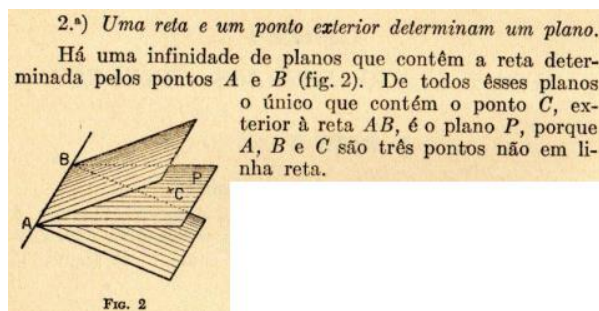 2.ª) Uma reta e um ponto exterior determinam um plano.
Há uma infinidade de planos que contêm a reta deter-
minada pelos pontos A e B (fig. 2). De todos êsses planos
o único que contém o ponto C, ex-
terior à reta AB, é o plano P, porque
A, B e C são três pontos não em li-
nha reta.
B
P
C
A
FIG. 2